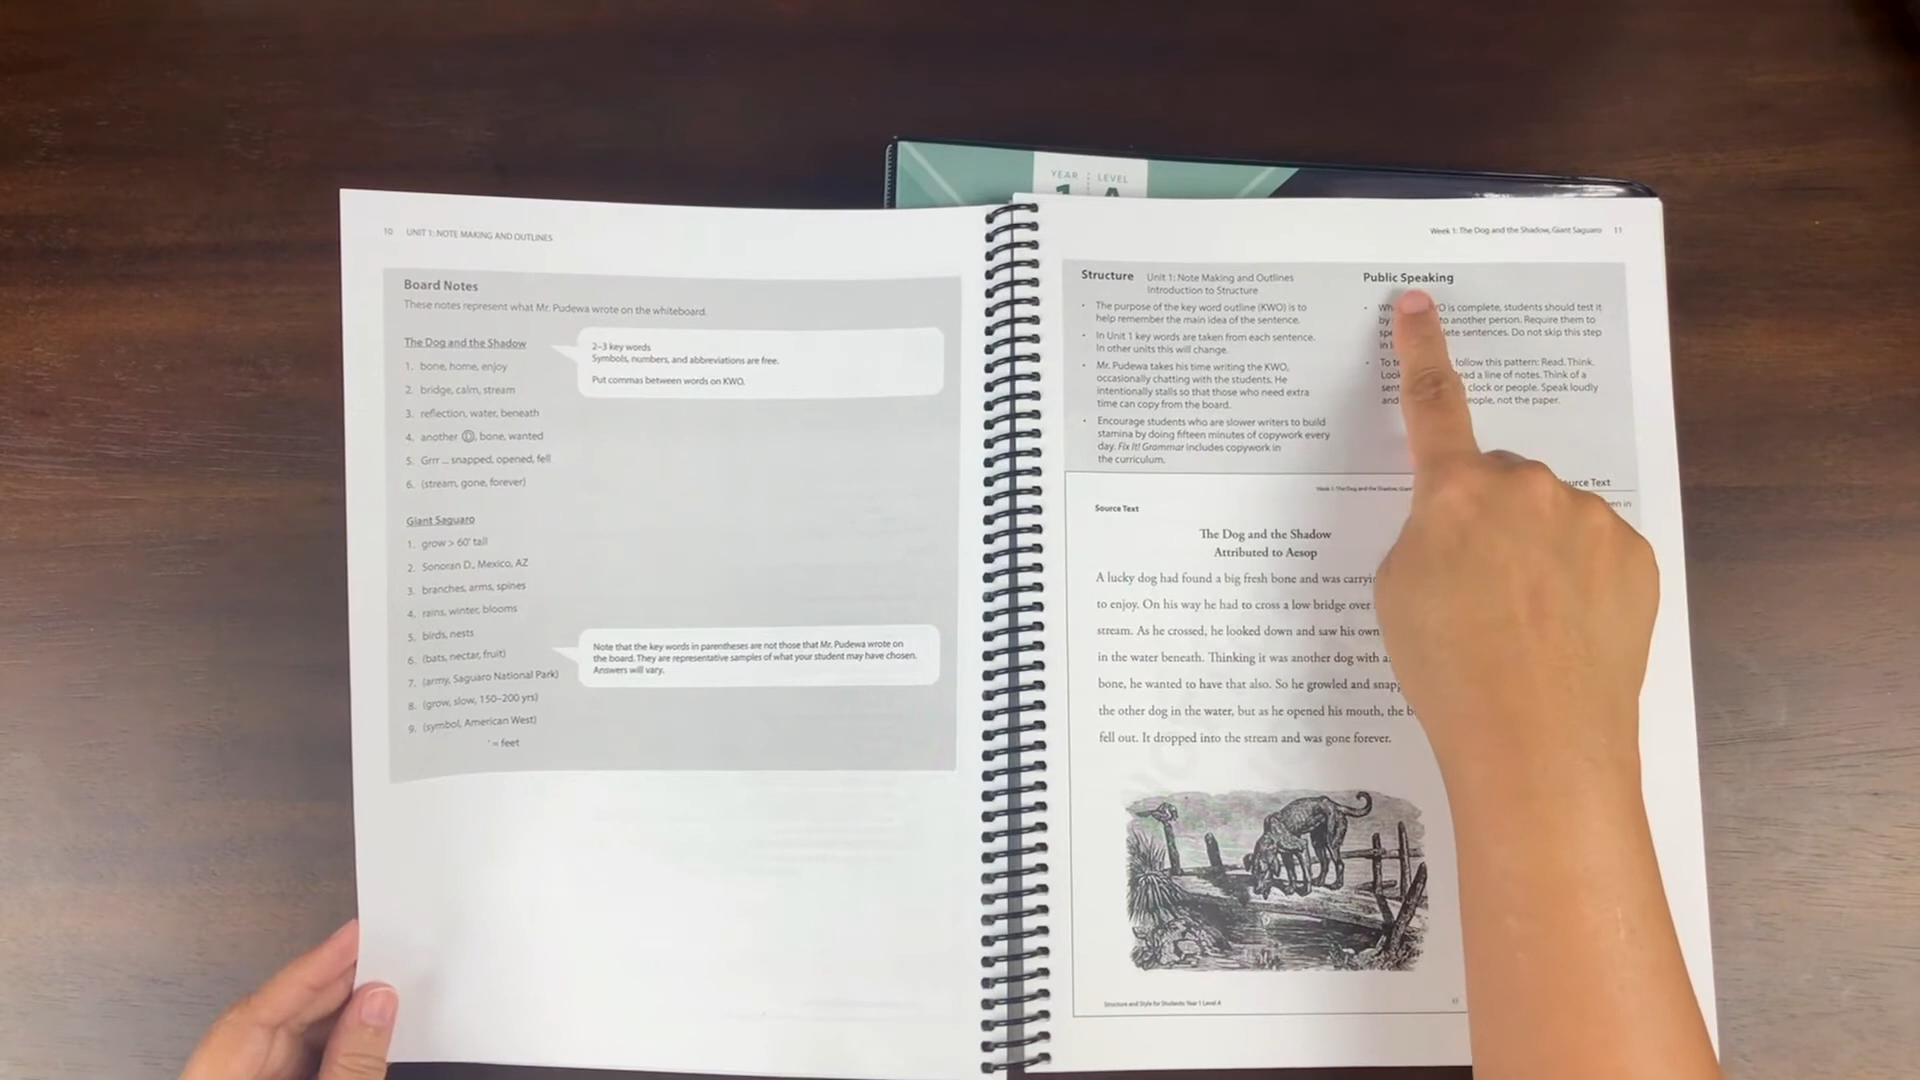 YEAR LEVEL
1 A
10 UNIT 1: NOTE MAKING AND OUTLINES
Board Notes
These notes represent what Mr. Pudewa wrote on the whiteboard.
The Dog and the Shadow
1. bone, home, enjoy
2. bridge, calm, stream
3. reflection, water, beneath
4. another Ⓓ, bone, wanted
5. Grrr ... snapped, opened, fell
6. (stream, gone, forever)
2–3 key words
Symbols, numbers, and abbreviations are free.
Put commas between words on KWO.
Giant Saguaro
1. grow > 60' tall
2. Sonoran D., Mexico, AZ
3. branches, arms, spines
4. rains, winter, blooms
5. birds, nests
6. (bats, nectar, fruit)
7. (army, Saguaro National Park)
8. (grow, slow, 150–200 yrs)
9. (symbol, American West)
' = feet
Note that the key words in parentheses are not those that Mr. Pudewa wrote on
the board. They are representative samples of what your student may have chosen.
Answers will vary.
Week 1: The Dog and the Shadow, Giant Saguaro 11
Structure Unit 1: Note Making and Outlines
Introduction to Structure
• The purpose of the key word outline (KWO) is to
help remember the main idea of the sentence.
• In Unit 1 key words are taken from each sentence.
In other units this will change.
• Mr. Pudewa takes his time writing the KWO,
occasionally chatting with the students. He
intentionally stalls so that those who need extra
time can copy from the board.
• Encourage students who are slower writers to build
stamina by doing fifteen minutes of copywork every
day. Fix It! Grammar includes copywork in
the curriculum.
Public Speaking
• is complete, students should test it
by to another person. Require them to
sentences. Do not skip this step
in
• To follow this pattern: Read. Think.
a line of notes. Think of a
clock or people. Speak loudly
and not the paper.
Week 1: The Dog and the Shadow, Giant
Source Text
Text
in
The Dog and the Shadow
Attributed to Aesop
A lucky dog had found a big fresh bone and was
to enjoy. On his way he had to cross a low bridge over
stream. As he crossed, he looked down and saw his own
in the water beneath. Thinking it was another dog with
bone, he wanted to have that also. So he growled and
the other dog in the water, but as he opened his mouth, the
fell out. It dropped into the stream and was gone forever.
Structure and Style for Students: Year 1 Level A